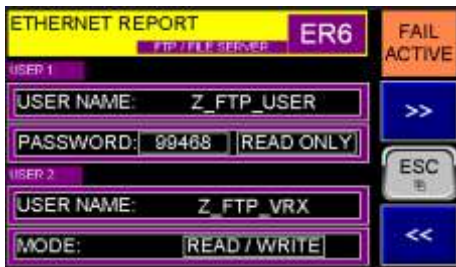 ETHERNET REPORT
FTP / FILE SERVER
ER6
FAIL
ACTIVE
USER 1
USER NAME: Z_FTP_USER
>>
PASSWORD: 99468 READ ONLY
ESC
USER 2
USER NAME: Z_FTP_VRX
MODE: READ / WRITE
<<